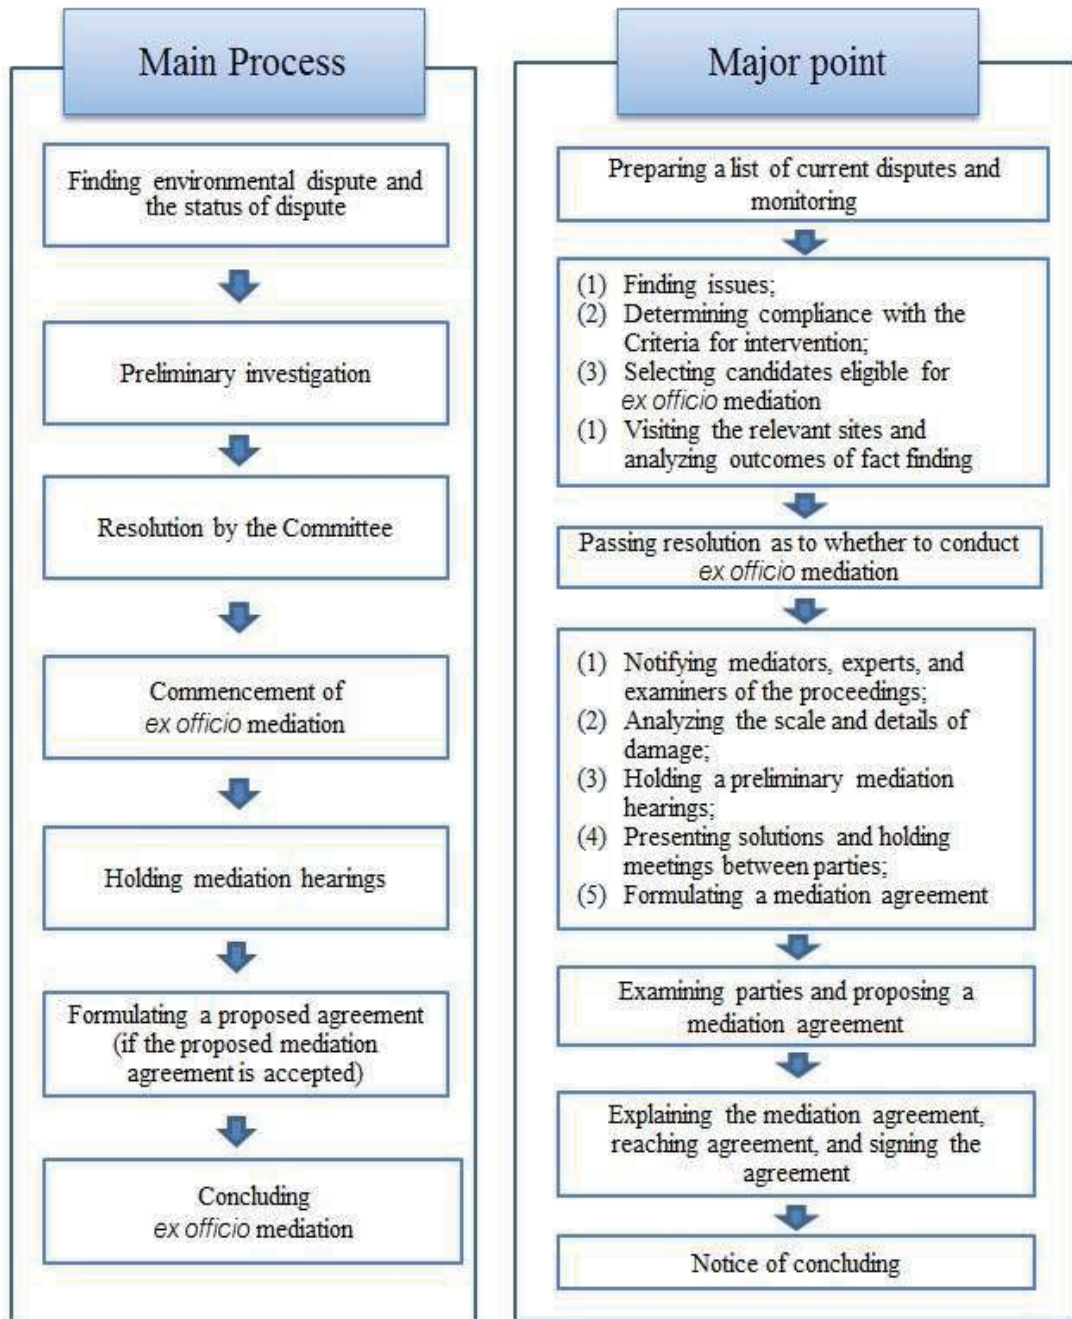 Main Process
Finding environmental dispute and
the status of dispute
Preliminary investigation
Resolution by the Committee
Commencement of
ex officio mediation
Holding mediation hearings
Formulating a proposed agreement
(if the proposed mediation
agreement is accepted)
Concluding
ex officio mediation
Major point
Preparing a list of current disputes and
monitoring
(1) Finding issues;
(2) Determining compliance with the
Criteria for intervention;
(3) Selecting candidates eligible for
ex officio mediation
(1) Visiting the relevant sites and
analyzing outcomes of fact finding
Passing resolution as to whether to conduct
ex officio mediation
(1) Notifying mediators, experts, and
examiners of the proceedings;
(2) Analyzing the scale and details of
damage;
(3) Holding a preliminary mediation
hearings;
(4) Presenting solutions and holding
meetings between parties;
(5) Formulating a mediation agreement
Examining parties and proposing a
mediation agreement
Explaining the mediation agreement,
reaching agreement, and signing the
agreement
Notice of concluding